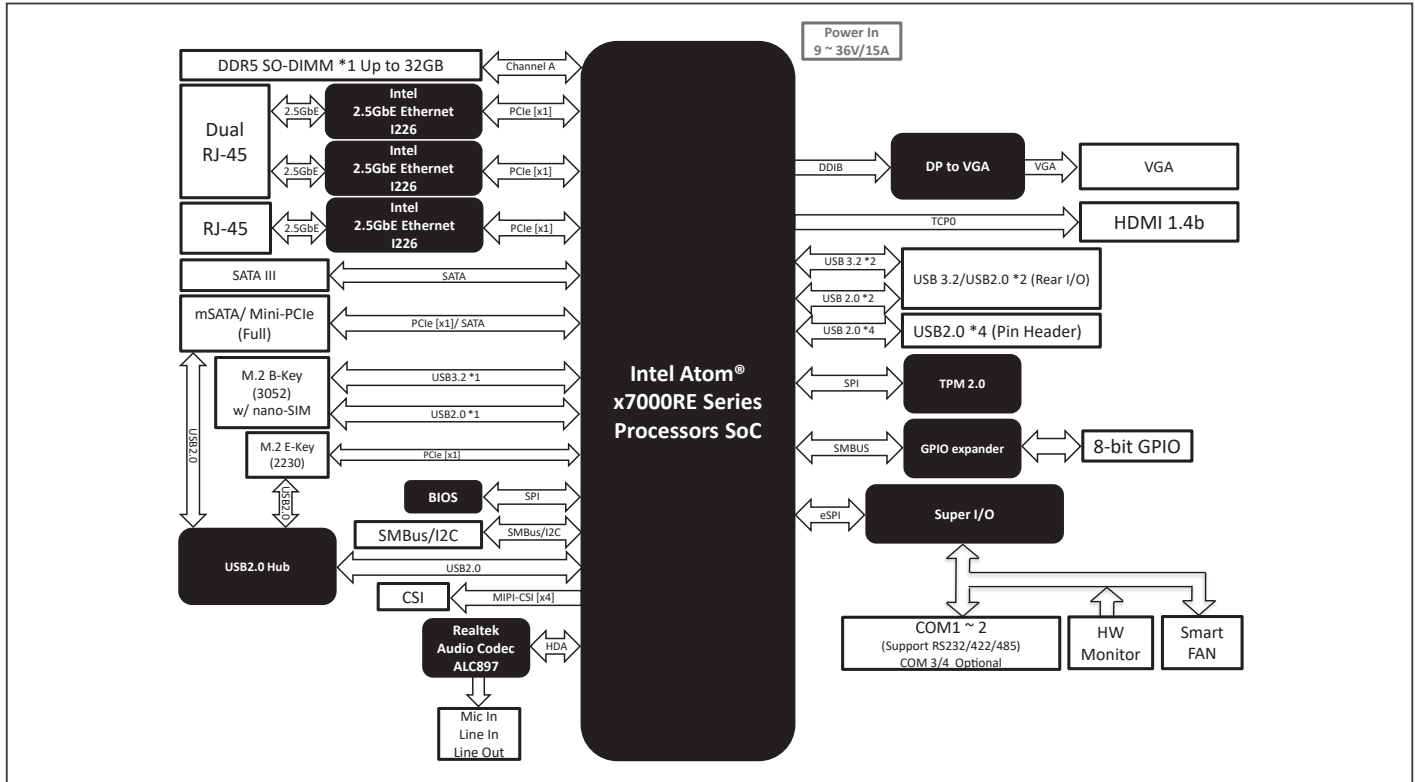 Power In
9 ~ 36V/15A
DDR5 SO-DIMM *1 Up to 32GB
Channel A
Dual
RJ-45
2.5GbE
Intel
2.5GbE Ethernet
I226
PCIe [x1]
2.5GbE
Intel
2.5GbE Ethernet
I226
PCIe [x1]
RJ-45
2.5GbE
Intel
2.5GbE Ethernet
I226
PCIe [x1]
SATA III
SATA
mSATA/ Mini-PCIe
(Full)
PCIe [x1]/ SATA
M.2 B-Key
(3052)
w/ nano-SIM
USB3.2 *1
USB2.0 *1
USB2.0
M.2 E-Key
(2230)
PCIe [x1]
USB2.0
BIOS
SPI
SMBus/I2C
SMBus/I2C
USB2.0 Hub
USB2.0
CSI
MIPI-CSI [x4]
Realtek
Audio Codec
ALC897
HDA
Mic In
Line In
Line Out
Intel Atom®
x7000RE Series
Processors SoC
DDIB
DP to VGA
VGA
VGA
TCP0
HDMI 1.4b
USB 3.2 *2
USB 2.0 *2
USB 3.2/USB2.0 *2 (Rear I/O)
USB 2.0 *4
USB2.0 *4 (Pin Header)
SPI
TPM 2.0
SMBUS
GPIO expander
8-bit GPIO
eSPI
Super I/O
COM1 ~ 2
(Support RS232/422/485)
COM 3/4 Optional
HW
Monitor
Smart
FAN